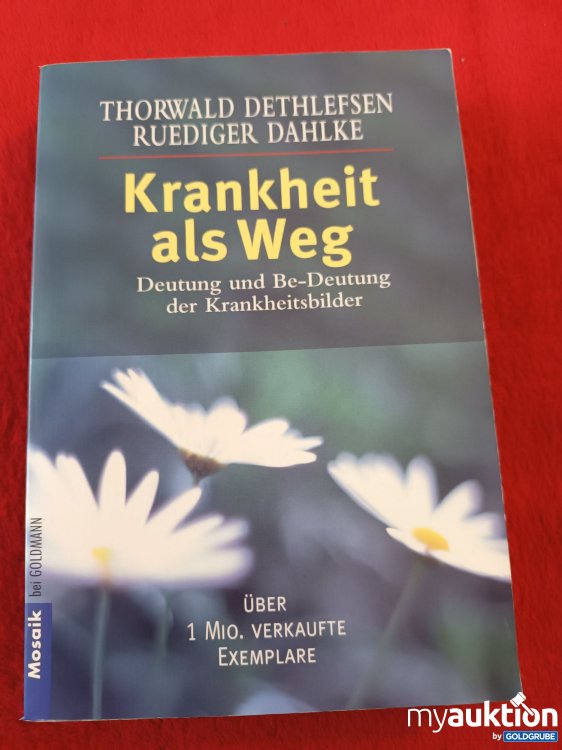 THORWALD DETHLEFSEN
RUEDIGER DAHLKE
Krankheit
als Weg
Deutung und Be-Deutung
der Krankheitsbilder
Mosaik bei GOLDMANN
ÜBER
1 MIO. VERKAUFTE
EXEMPLARE
myauktion
by GOLDGRUBE